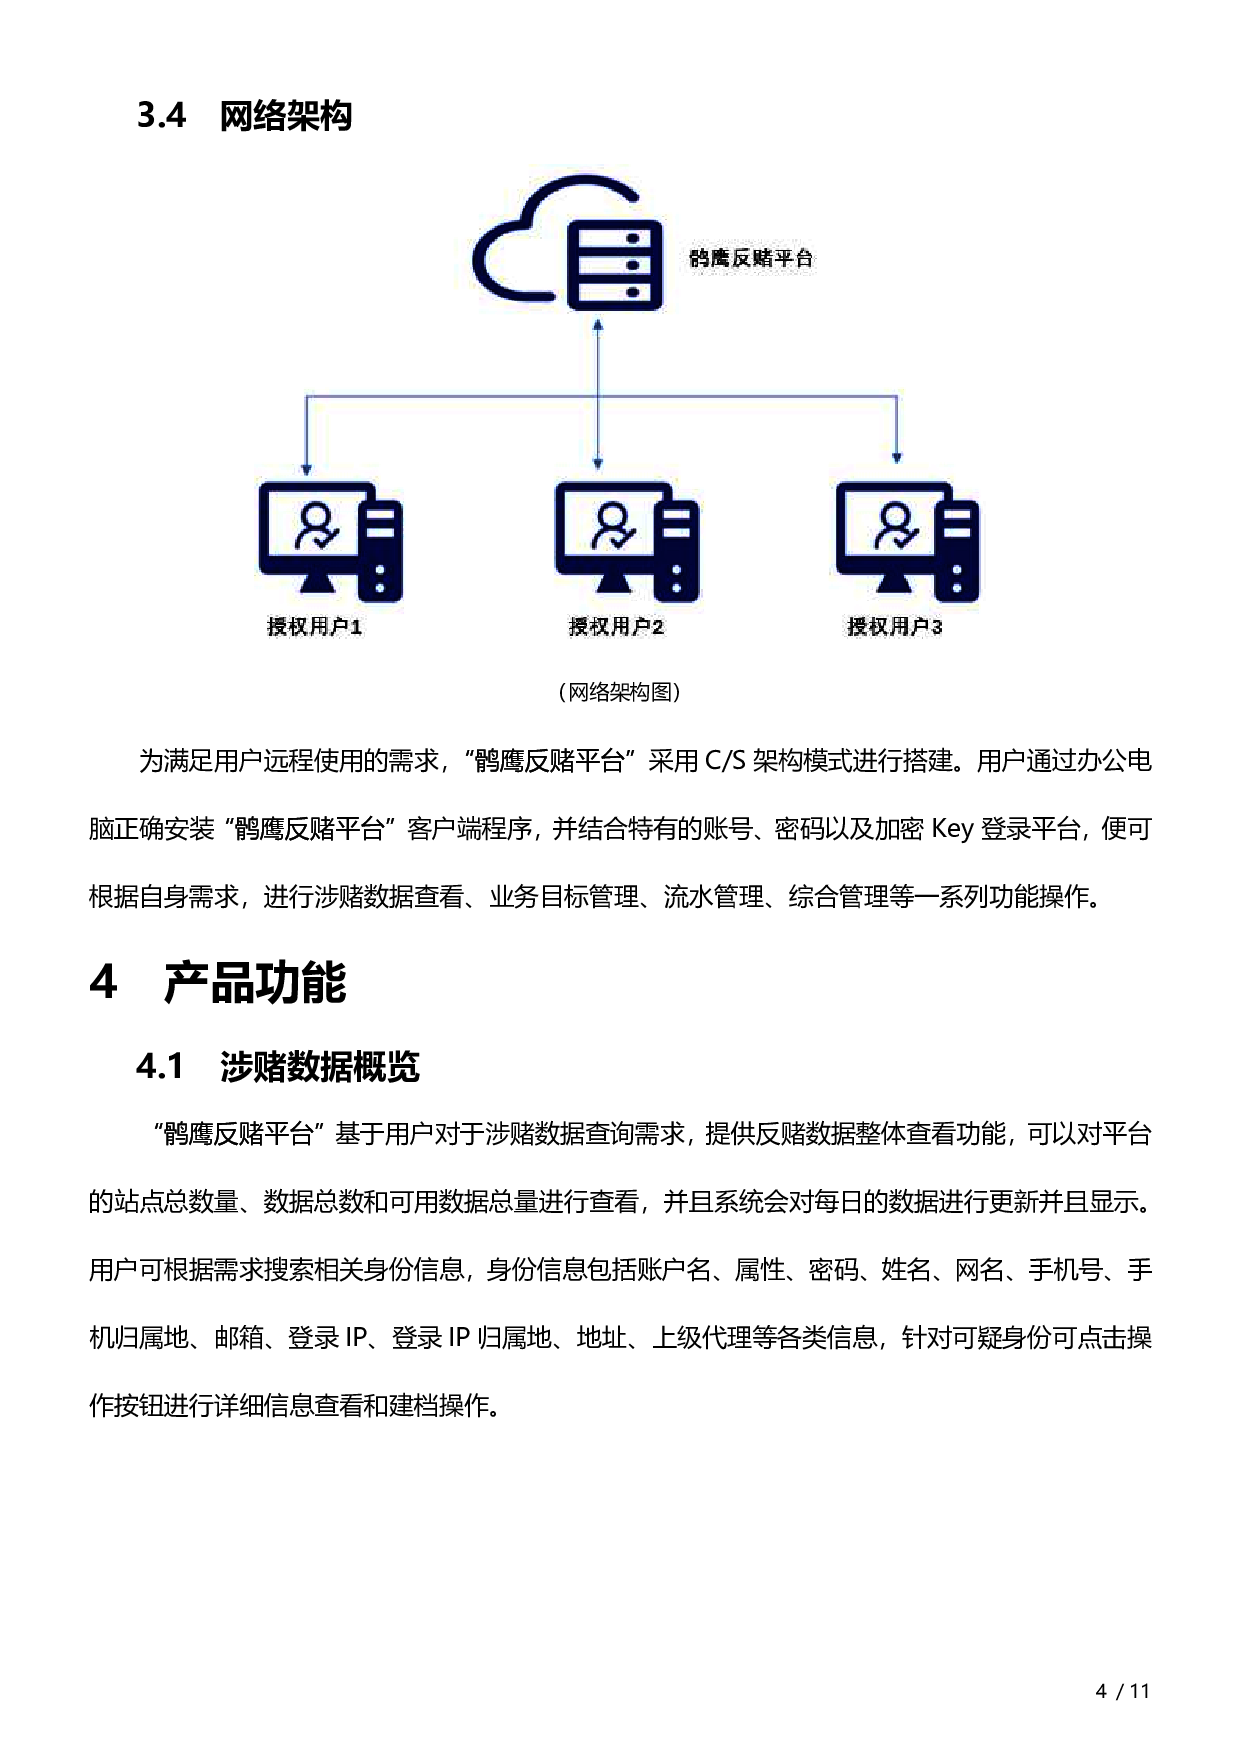 3.4 网络架构
鹘鹰反赌平台
授权用户1
授权用户2
授权用户3
（网络架构图）
为满足用户远程使用的需求，“鹘鹰反赌平台”采用 C/S 架构模式进行搭建。用户通过办公电
脑正确安装“鹘鹰反赌平台”客户端程序，并结合特有的账号、密码以及加密 Key 登录平台，便可
根据自身需求，进行涉赌数据查看、业务目标管理、流水管理、综合管理等一系列功能操作。
4 产品功能
4.1 涉赌数据概览
“鹘鹰反赌平台”基于用户对于涉赌数据查询需求，提供反赌数据整体查看功能，可以对平台
的站点总数量、数据总数和可用数据总量进行查看，并且系统会对每日的数据进行更新并且显示。
用户可根据需求搜索相关身份信息，身份信息包括账户名、属性、密码、姓名、网名、手机号、手
机归属地、邮箱、登录 IP、登录 IP 归属地、地址、上级代理等各类信息，针对可疑身份可点击操
作按钮进行详细信息查看和建档操作。
4 / 11